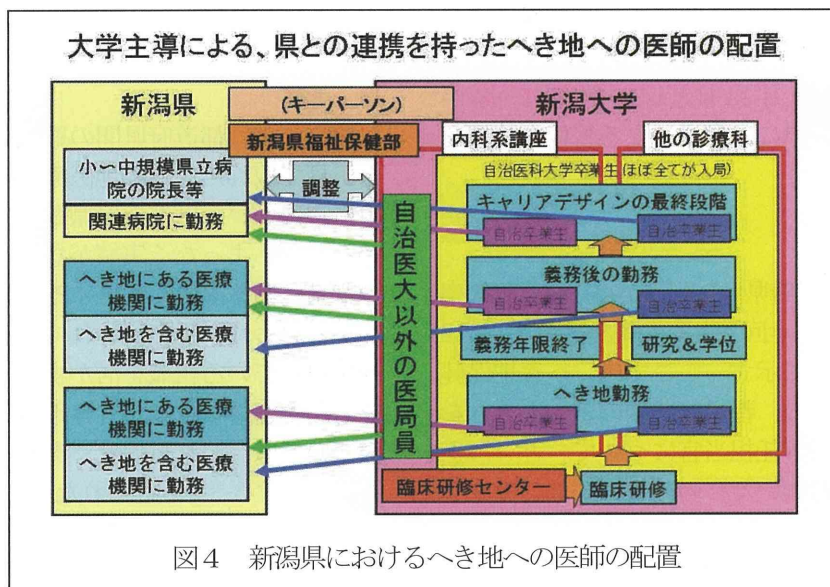 大学主導による、県との連携を持ったへき地への医師の配置
新潟県
(キーパーソン)
新潟県福祉保健部
新潟大学
内科系講座
他の診療科
小〜中規模県立病
院の院長等
関連病院に勤務
調整
へき地にある医療
機関に勤務
へき地を含む医療
機関に勤務
へき地にある医療
機関に勤務
へき地を含む医療
機関に勤務
自治医大以外の医局員
自治医科大学卒業生(ほぼ全てが入局)
キャリアデザインの最終段階
自治卒業生
自治卒業生
義務後の勤務
自治卒業生
自治卒業生
義務年限終了
研究&学位
へき地勤務
自治卒業生
自治卒業生
臨床研修センター
臨床研修
図4 新潟県におけるへき地への医師の配置